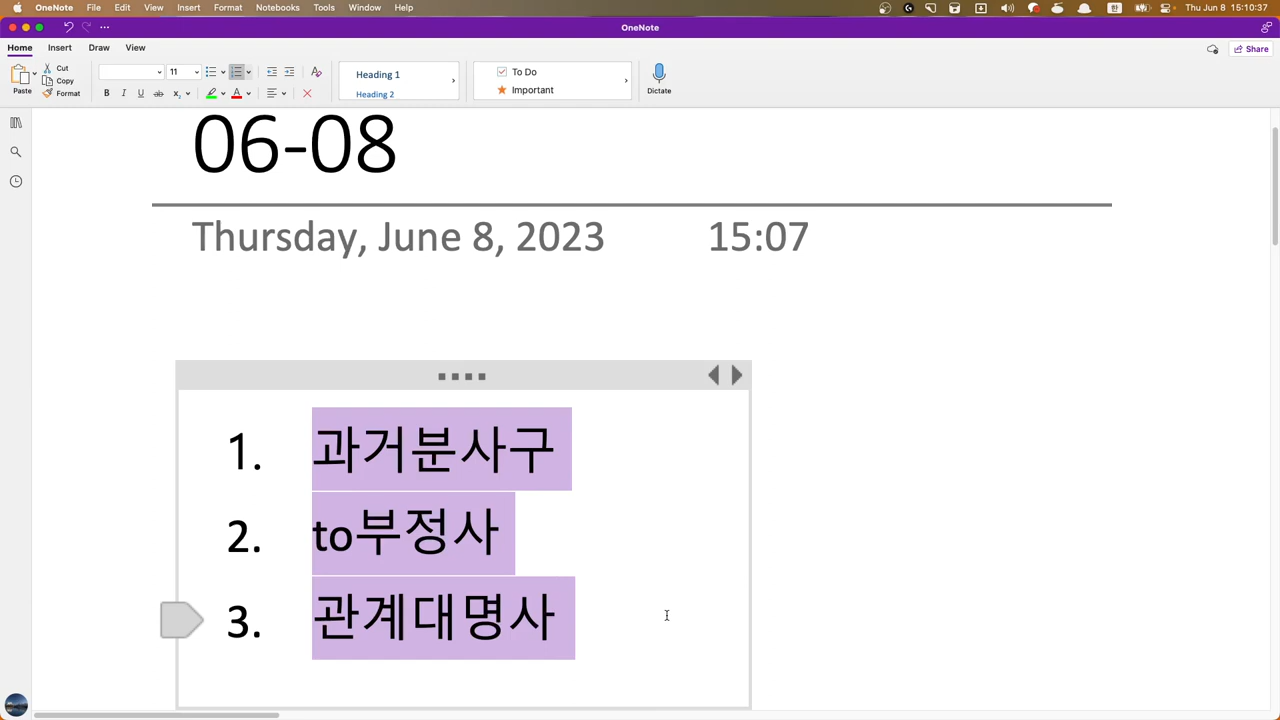 OneNote File Edit View Insert Format Notebooks Tools Window Help
한
Thu Jun 8 15:10:37
OneNote
Home Insert Draw View
Share
Paste
Cut
Copy
Format
11
B I U ab x
A
Heading 1
Heading 2
To Do
Important
Dictate
06-08
Thursday, June 8, 2023 15:07
1. 과거분사구
2. to부정사
3. 관계대명사